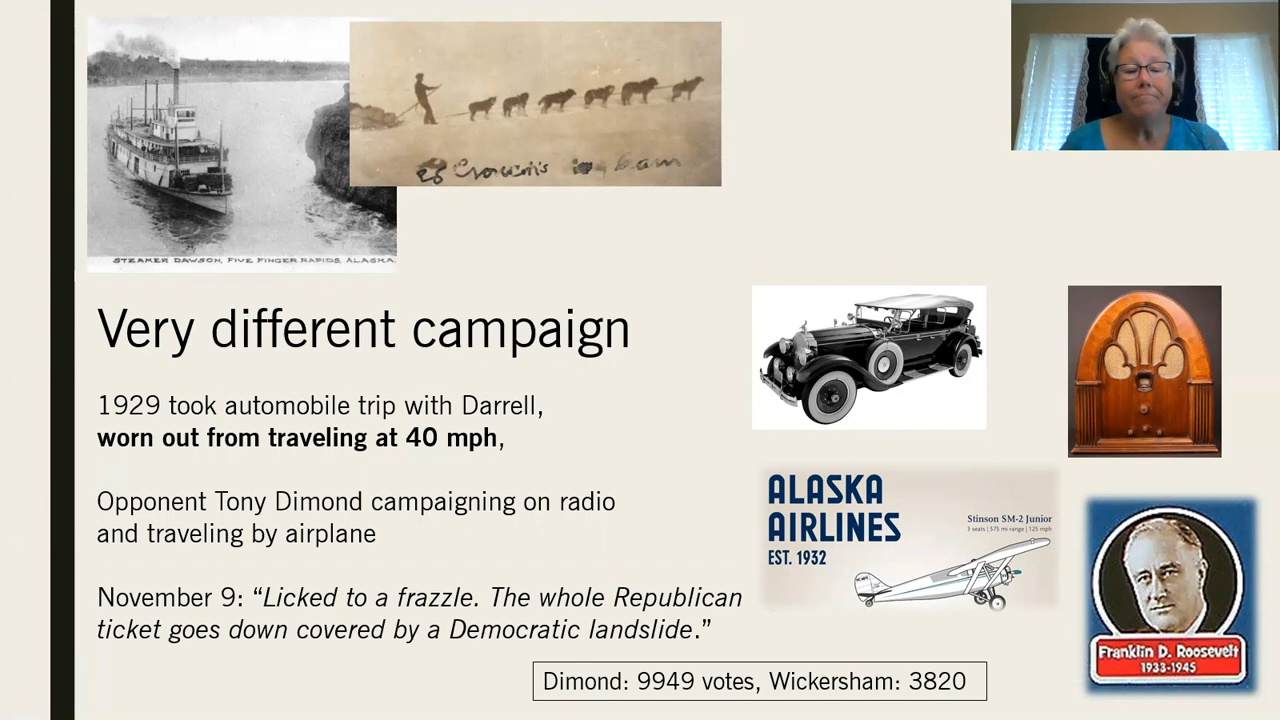 STEAMER DAWSON, FIVE FINGER RAPIDS, ALASKA.
Very different campaign
1929 took automobile trip with Darrell,
worn out from traveling at 40 mph,
Opponent Tony Dimond campaigning on radio
and traveling by airplane
November 9: “Licked to a frazzle. The whole Republican
ticket goes down covered by a Democratic landslide.”
Dimond: 9949 votes, Wickersham: 3820
ALASKA
AIRLINES
EST. 1932
Stinson SM-2 Junior
3 seats | 575 mi range | 125 mph
Franklin D. Roosevelt
1933-1945